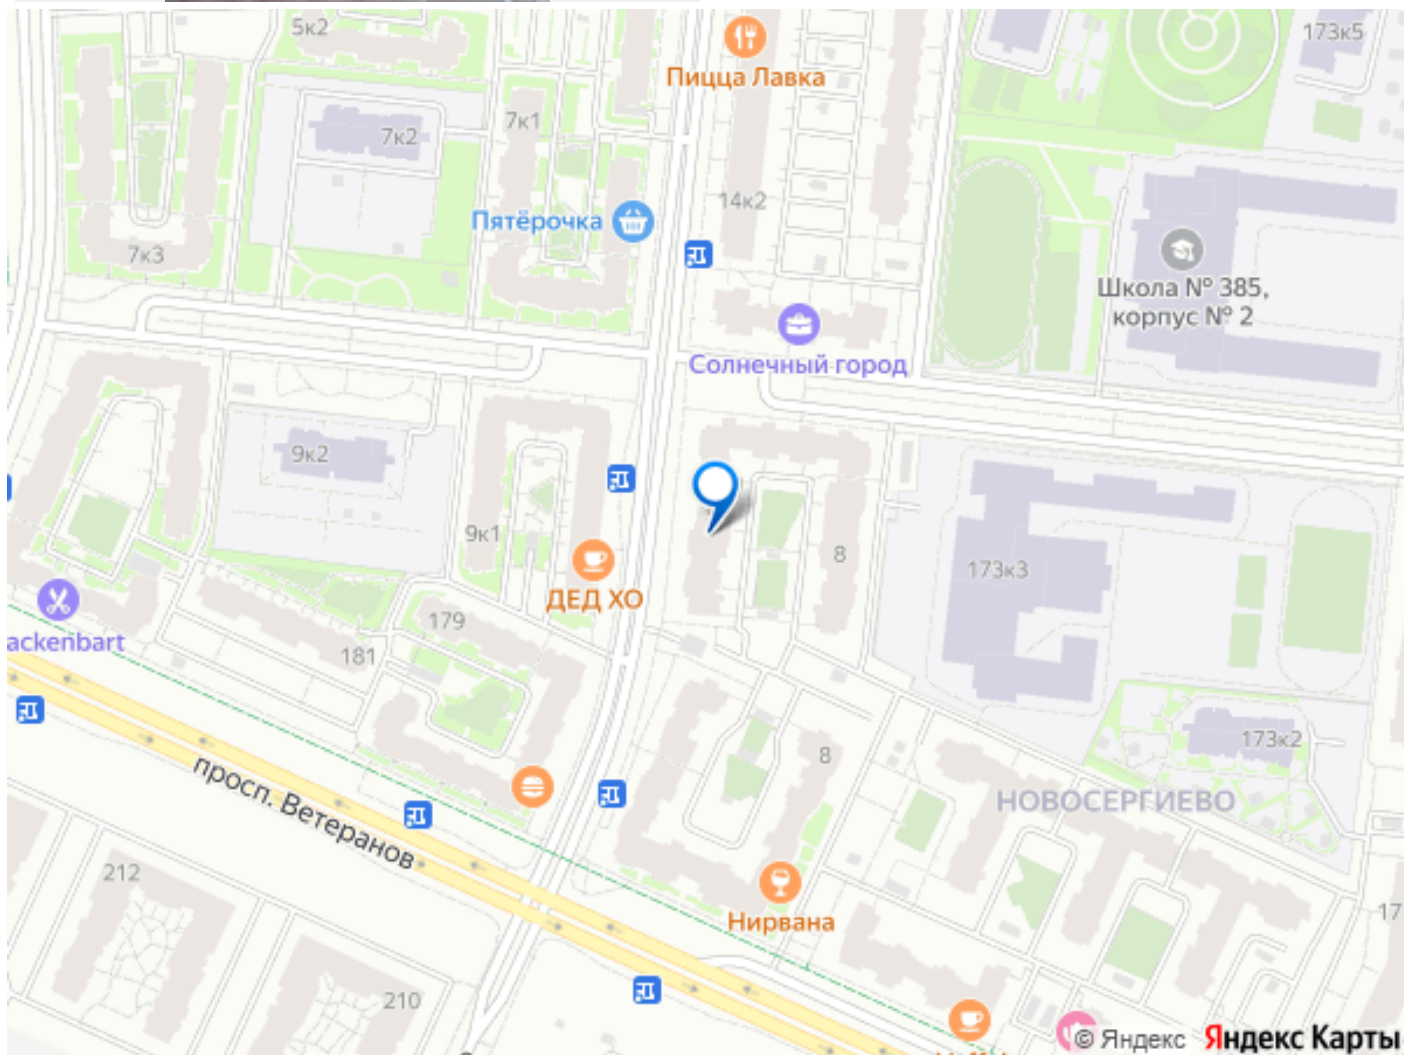 5к2
173к5
Пицца Лавка
7к1
7к2
14к2
Пятёрочка
7к3
Школа № 385,
корпус № 2
Солнечный город
9к2
9к1
8
173к3
ДЕД ХО
ackenbart
179
181
173к2
8
НОВОСЕРГИЕВО
просп. Ветеранов
212
Нирвана
17
210
© Яндекс Яндекс Карты